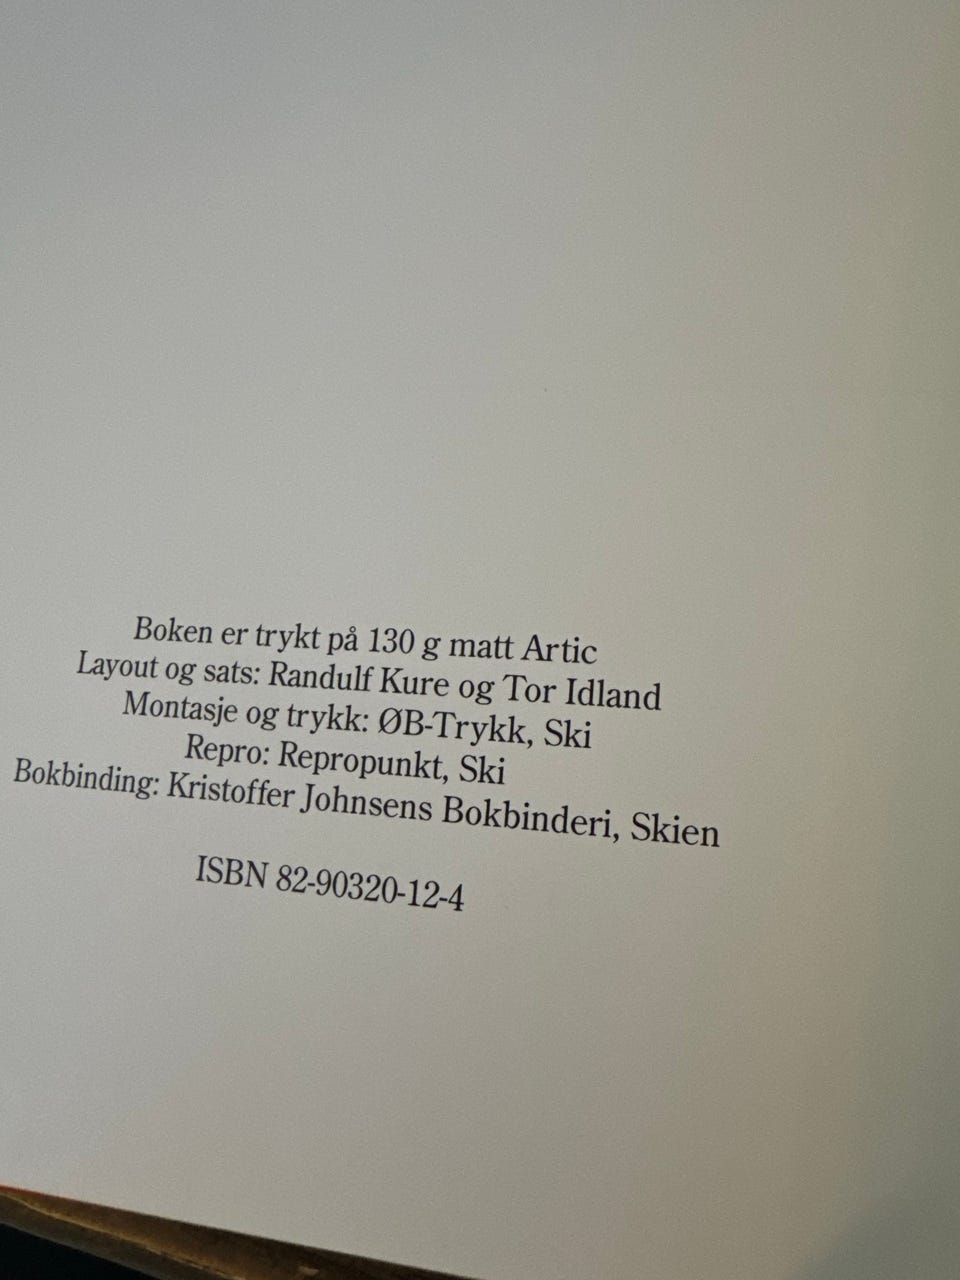 Boken er trykt på 130 g matt Artic
Layout og sats: Randulf Kure og Tor Idland
Montasje og trykk: ØB-Trykk, Ski
Repro: Repropunkt, Ski
Bokbinding: Kristoffer Johnsens Bokbinderi, Skien
ISBN 82-90320-12-4